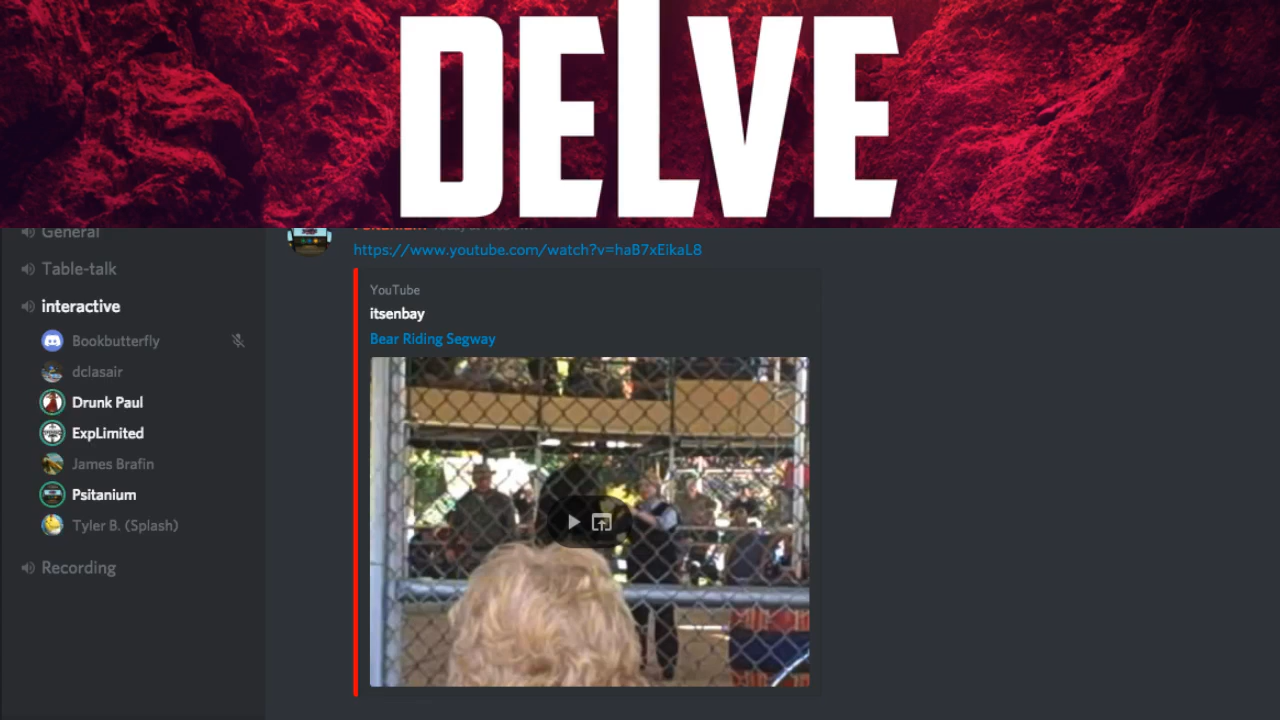 DELVE
General
Table-talk
interactive
Bookbutterfly
dclasair
Drunk Paul
ExpLimited
James Brafin
Psitanium
Tyler B. (Splash)
Recording
https://www.youtube.com/watch?v=haB7xEikaL8
YouTube
itsenbay
Bear Riding Segway